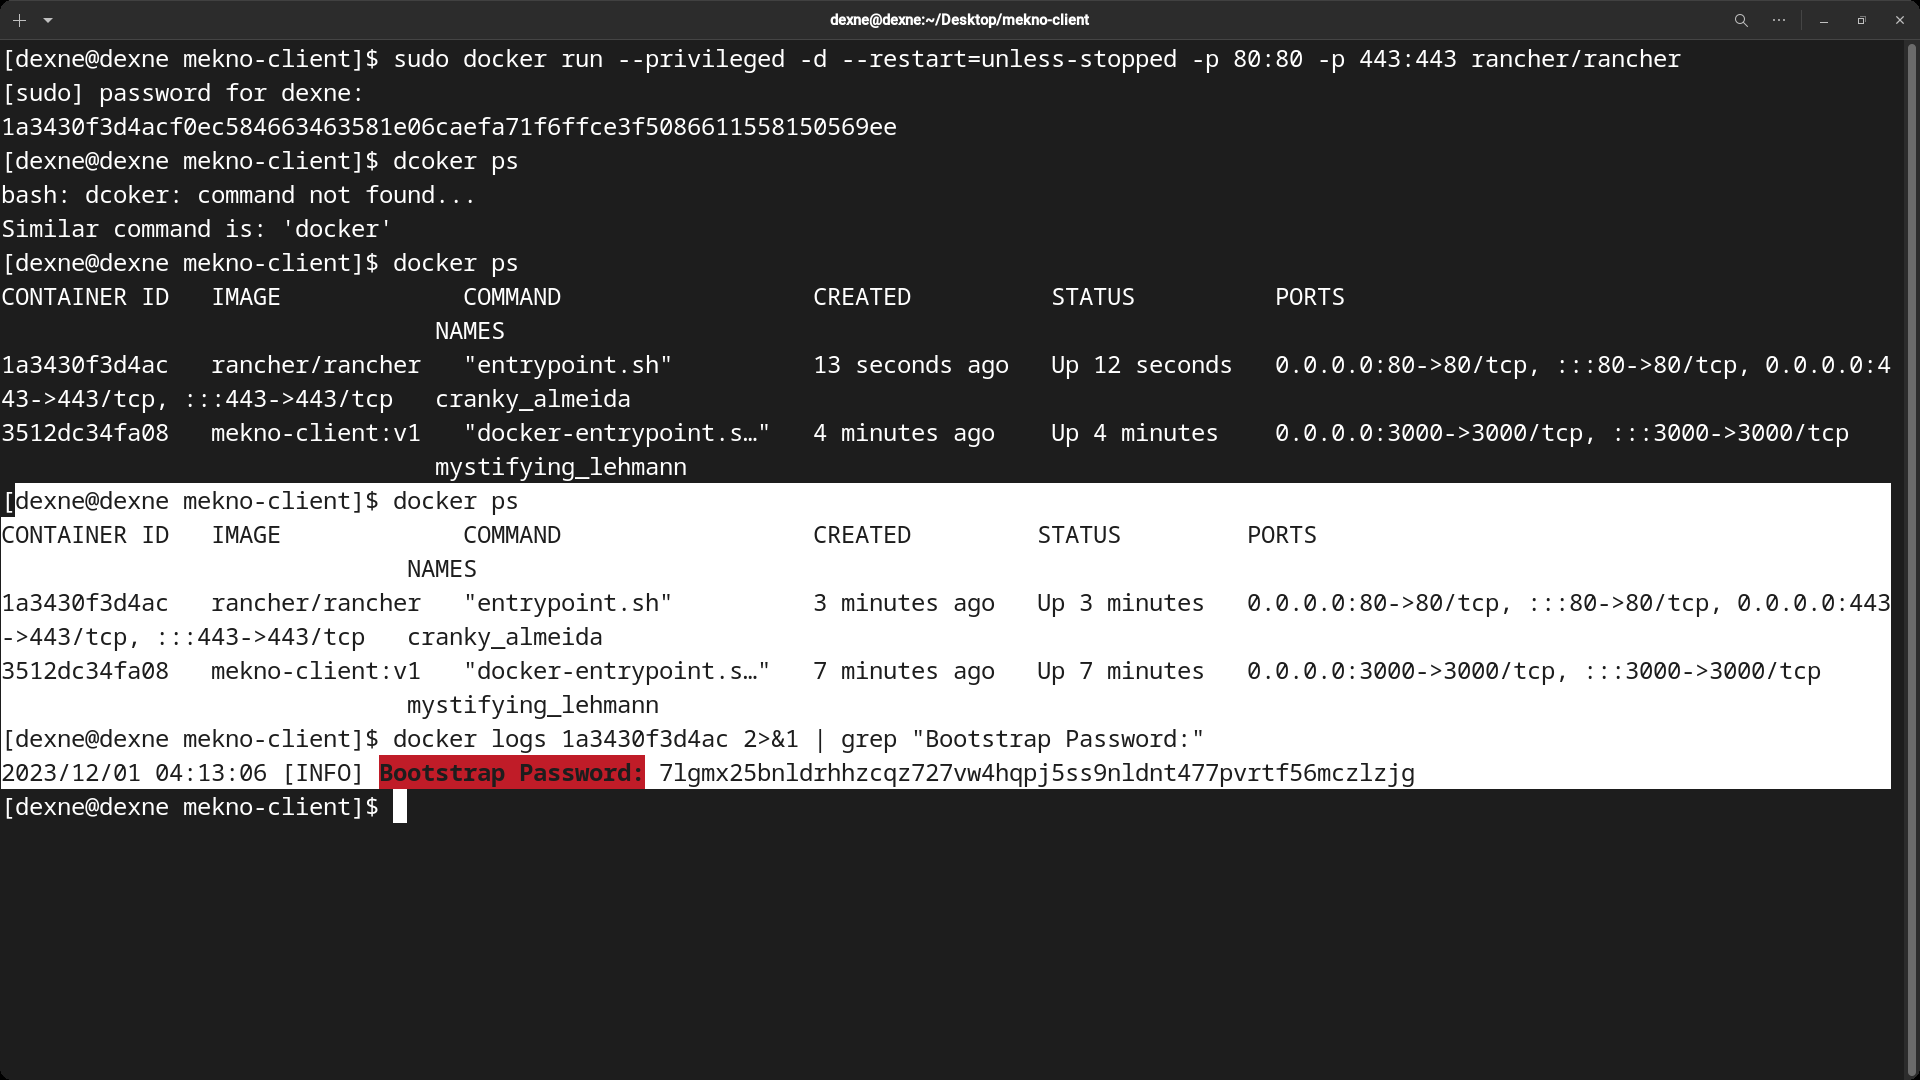 dexne@dexne:~/Desktop/mekno-client
[dexne@dexne mekno-client]$ sudo docker run --privileged -d --restart=unless-stopped -p 80:80 -p 443:443 rancher/rancher
[sudo] password for dexne:
1a3430f3d4acf0ec584663463581e06caefa71f6ffce3f5086611558150569ee
[dexne@dexne mekno-client]$ dcoker ps
bash: dcoker: command not found...
Similar command is: 'docker'
[dexne@dexne mekno-client]$ docker ps
CONTAINER ID   IMAGE             COMMAND                  CREATED          STATUS          PORTS
NAMES
1a3430f3d4ac   rancher/rancher   "entrypoint.sh"          13 seconds ago   Up 12 seconds   0.0.0.0:80->80/tcp, :::80->80/tcp, 0.0.0.0:4
43->443/tcp, :::443->443/tcp   cranky_almeida
3512dc34fa08   mekno-client:v1   "docker-entrypoint.s…"   4 minutes ago    Up 4 minutes    0.0.0.0:3000->3000/tcp, :::3000->3000/tcp
mystifying_lehmann
[dexne@dexne mekno-client]$ docker ps
CONTAINER ID   IMAGE             COMMAND                  CREATED         STATUS         PORTS
NAMES
1a3430f3d4ac   rancher/rancher   "entrypoint.sh"          3 minutes ago   Up 3 minutes   0.0.0.0:80->80/tcp, :::80->80/tcp, 0.0.0.0:443
->443/tcp, :::443->443/tcp   cranky_almeida
3512dc34fa08   mekno-client:v1   "docker-entrypoint.s…"   7 minutes ago   Up 7 minutes   0.0.0.0:3000->3000/tcp, :::3000->3000/tcp
mystifying_lehmann
[dexne@dexne mekno-client]$ docker logs 1a3430f3d4ac 2>&1 | grep "Bootstrap Password:"
2023/12/01 04:13:06 [INFO] Bootstrap Password: 7lgmx25bnldrhhzcqz727vw4hqpj5ss9nldnt477pvrtf56mczlzjg
[dexne@dexne mekno-client]$